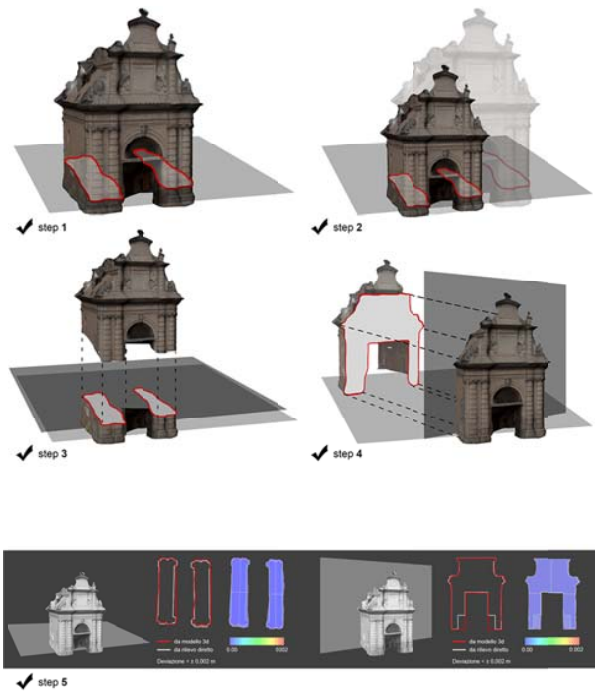 step 1
step 2
step 3
step 4
da modello 3d
da rilievo diretto
Deviazione < ± 0.002 m
0.00
0.002
da modello 3d
da rilievo diretto
Deviazione < ± 0.002 m
0.00
0.002
step 5